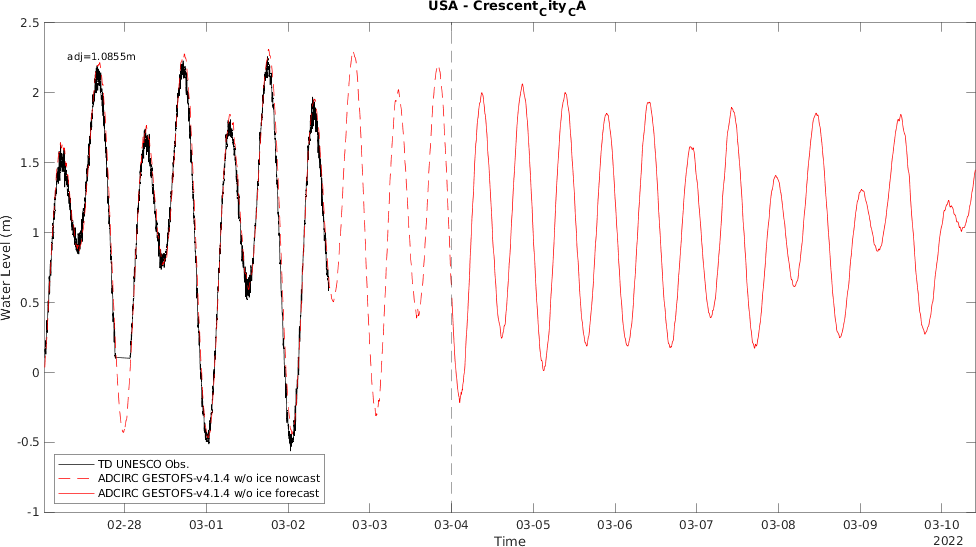 USA - Crescent_City_CA
adj=1.0855m
2.5
2
1.5
1
0.5
0
-0.5
-1
Water Level (m)
TD UNESCO Obs.
ADCIRC GESTOFS-v4.1.4 w/o ice nowcast
ADCIRC GESTOFS-v4.1.4 w/o ice forecast
02-28 03-01 03-02 03-03 03-04 03-05 03-06 03-07 03-08 03-09 03-10
Time
2022